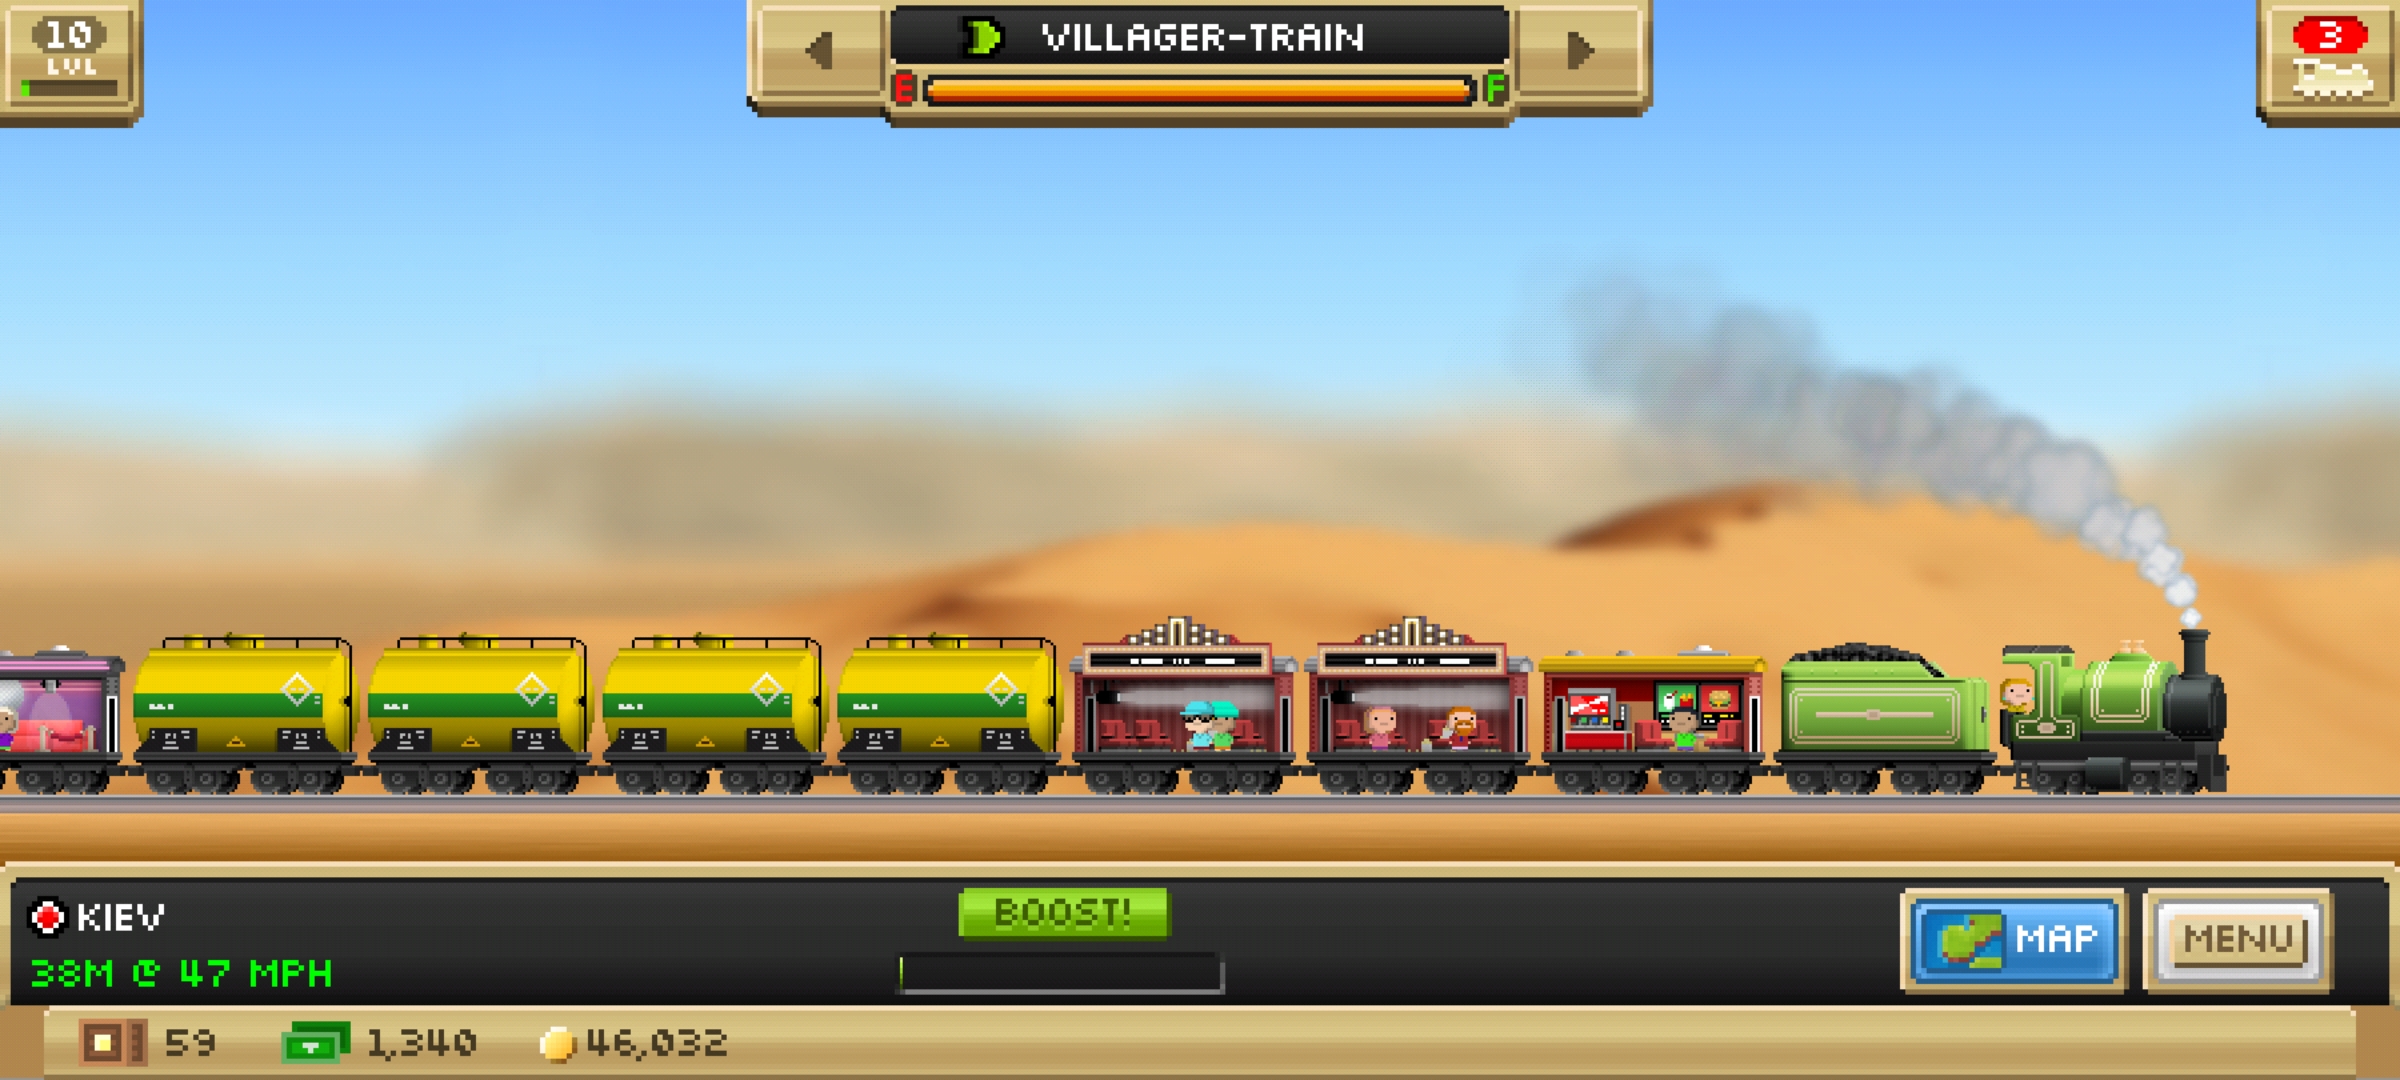 10
LVL
VILLAGER-TRAIN
E F
3
KIEV
38M @ 47 MPH
BOOST!
MAP
MENU
59
1,340
46,032